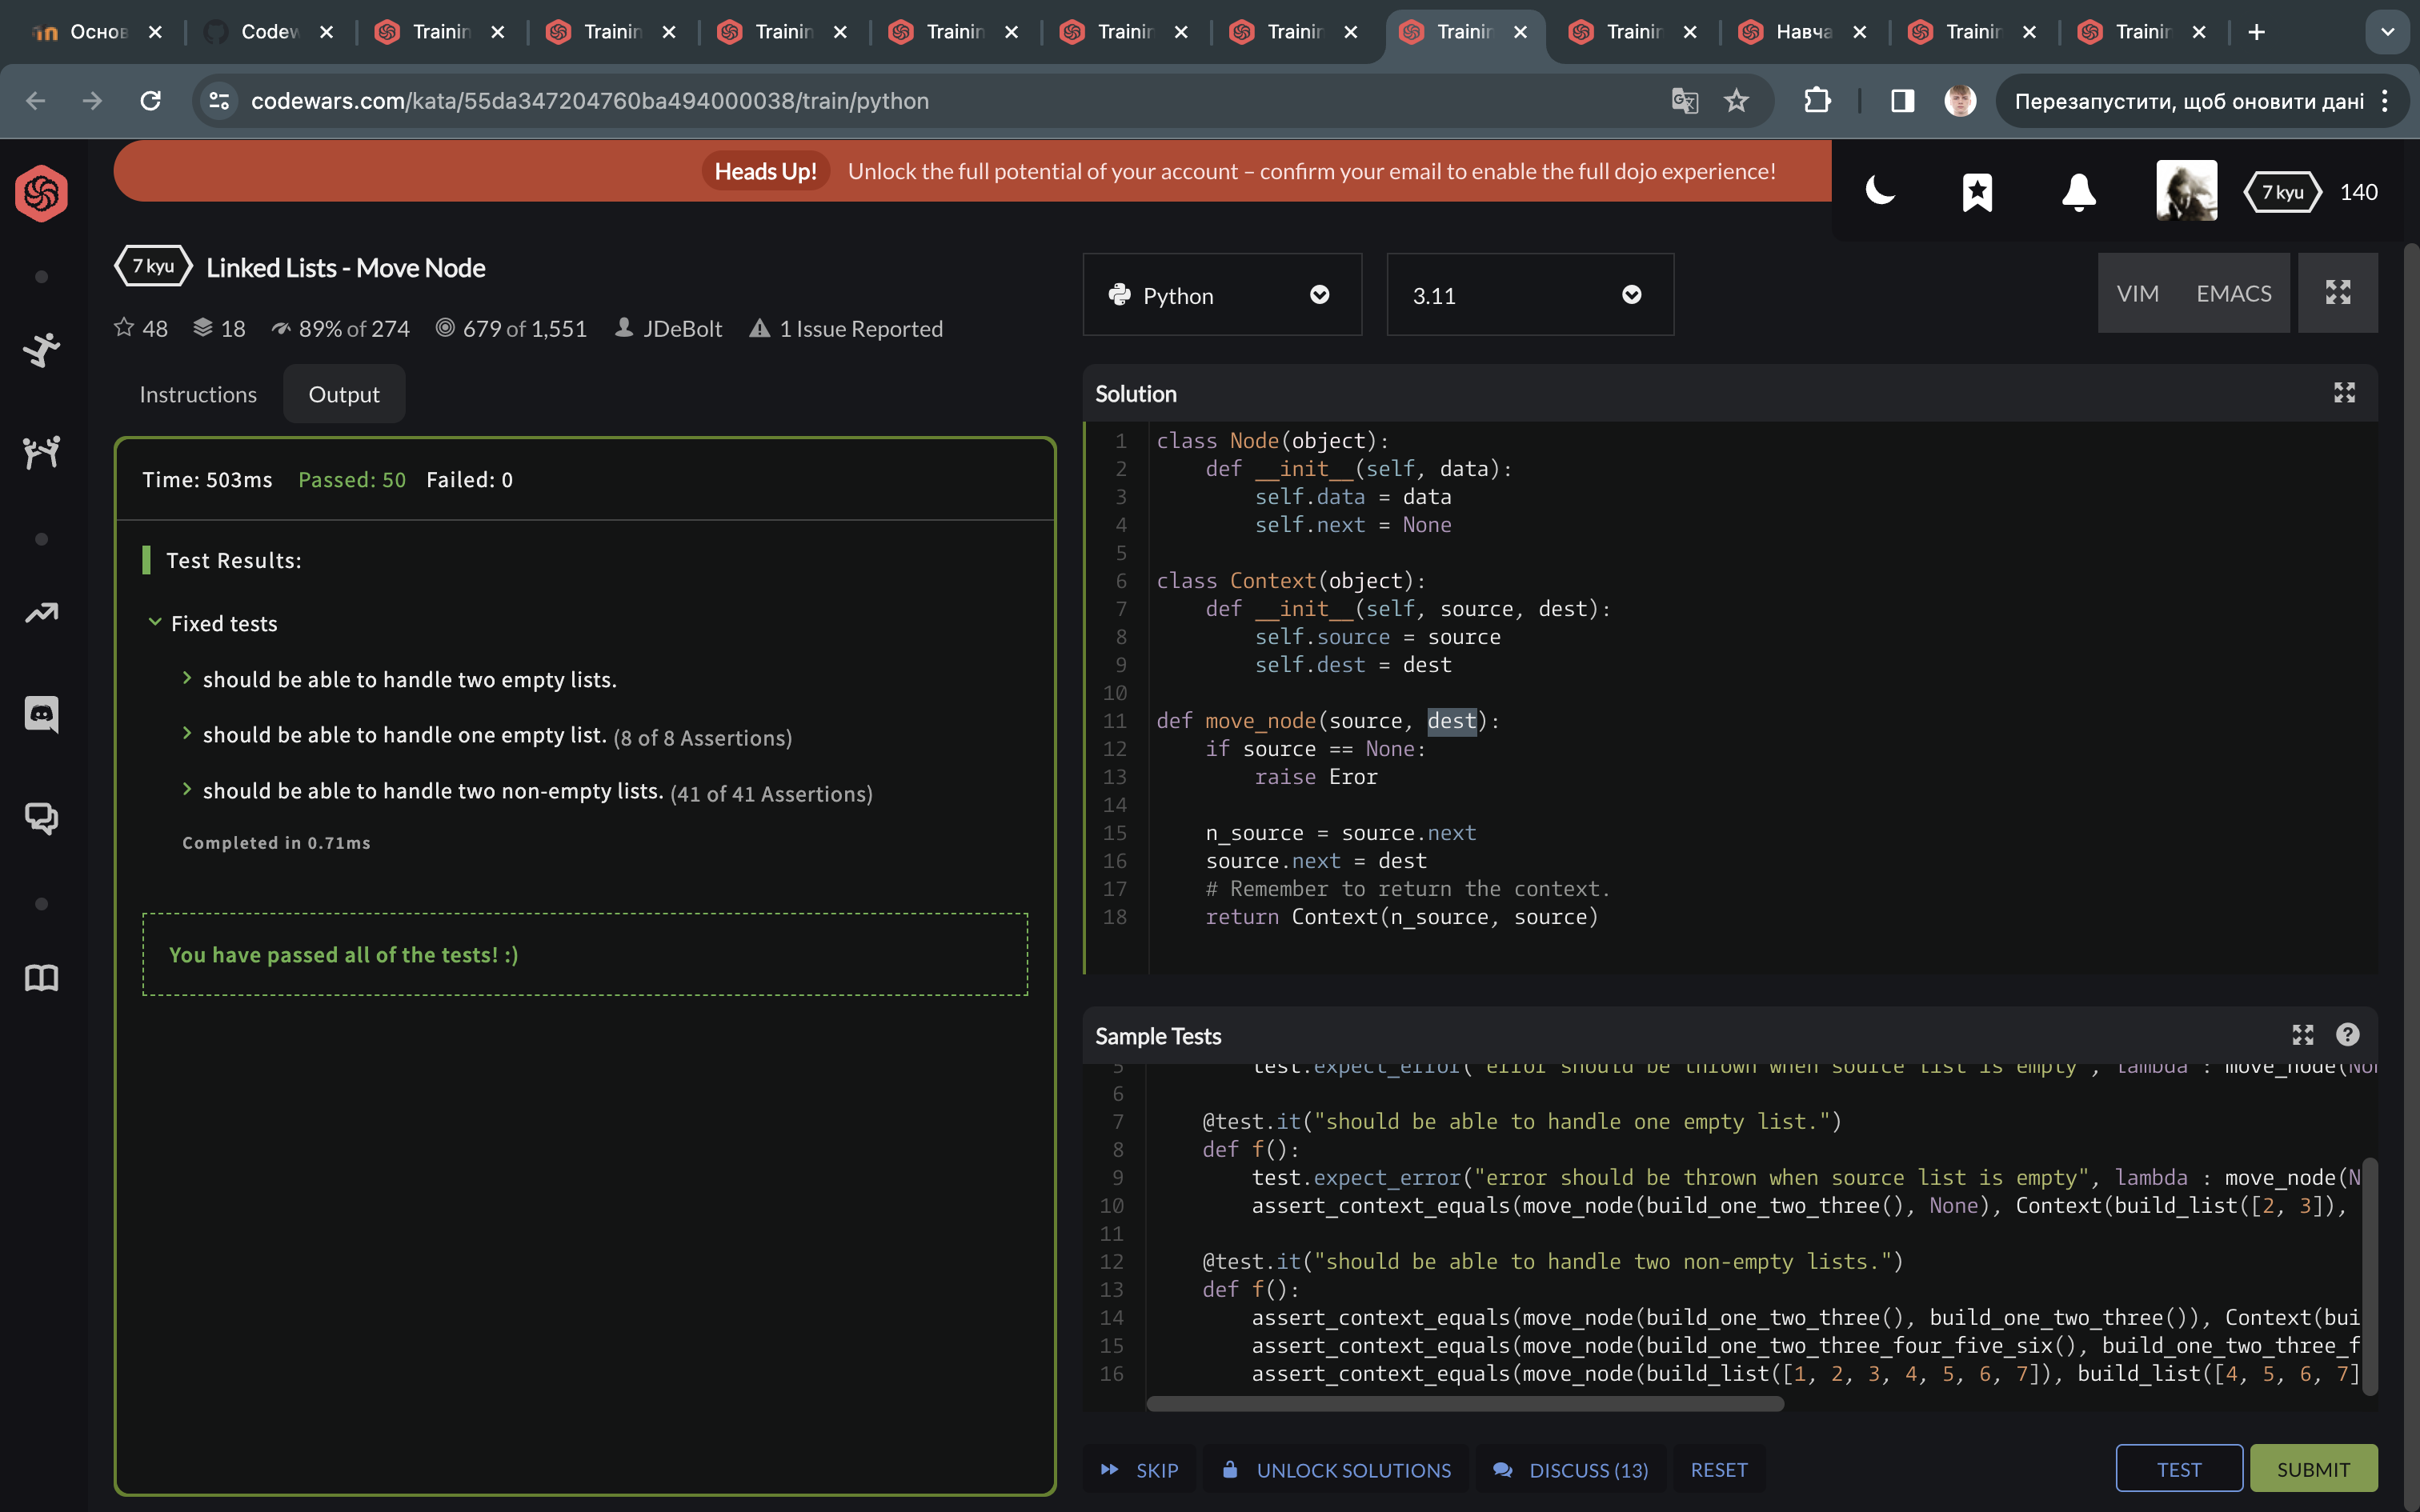 Основ
Codew
Trainin
Trainin
Trainin
Trainin
Trainin
Trainin
Trainin
Trainin
Навча
Trainin
Trainin
codewars.com/kata/55da347204760ba494000038/train/python
Перезапустити, щоб оновити дані
Heads Up! Unlock the full potential of your account – confirm your email to enable the full dojo experience!
7 kyu 140
7 kyu Linked Lists - Move Node
48 18 89% of 274 679 of 1,551 JDeBolt 1 Issue Reported
Python
3.11
VIM EMACS
Instructions Output
Time: 503ms Passed: 50 Failed: 0
Test Results:
Fixed tests
should be able to handle two empty lists.
should be able to handle one empty list. (8 of 8 Assertions)
should be able to handle two non-empty lists. (41 of 41 Assertions)
Completed in 0.71ms
You have passed all of the tests! :)
Solution
1 class Node(object):
2 def __init__(self, data):
3 self.data = data
4 self.next = None
5
6 class Context(object):
7 def __init__(self, source, dest):
8 self.source = source
9 self.dest = dest
10
11 def move_node(source, dest):
12 if source == None:
13 raise Eror
14
15 n_source = source.next
16 source.next = dest
17 # Remember to return the context.
18 return Context(n_source, source)
Sample Tests
5 test.expect_error("error should be thrown when source list is empty", lambda : move_node(Non
6
7 @test.it("should be able to handle one empty list.")
8 def f():
9 test.expect_error("error should be thrown when source list is empty", lambda : move_node(N
10 assert_context_equals(move_node(build_one_two_three(), None), Context(build_list([2, 3]),
11
12 @test.it("should be able to handle two non-empty lists.")
13 def f():
14 assert_context_equals(move_node(build_one_two_three(), build_one_two_three()), Context(bui
15 assert_context_equals(move_node(build_one_two_three_four_five_six(), build_one_two_three_f
16 assert_context_equals(move_node(build_list([1, 2, 3, 4, 5, 6, 7]), build_list([4, 5, 6, 7]
SKIP UNLOCK SOLUTIONS DISCUSS (13) RESET TEST SUBMIT